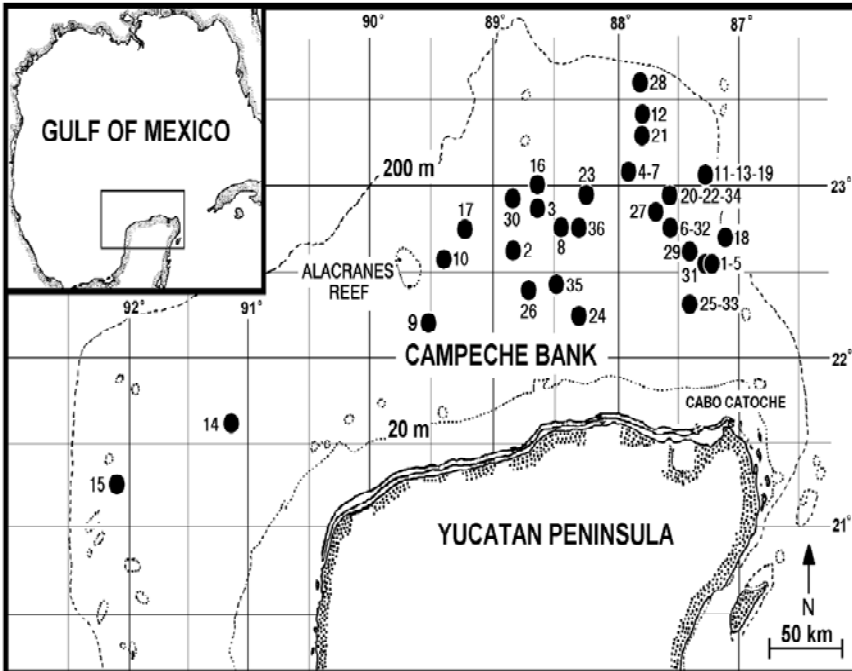 90° 89° 88° 87°
GULF OF MEXICO
28
12
21
200 m
16 23 4-7 11-13-19
23°
20-22-34
30 3 27
17 6-32
8 36 18
2 29
10
ALACRANES
REEF
31 1-5
35
26 24 25-33
92° 91°
9
CAMPECHE BANK
22°
CABO CATOCHE
14
20 m
15
YUCATAN PENINSULA
21°
N
50 km